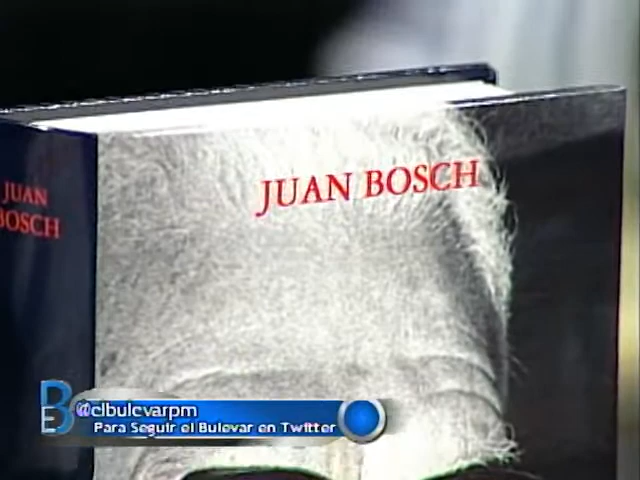 JUAN BOSCH
JUAN
BOSCH
B
E
@elbulevarpm
Para Seguir el Bulevar en Twitter